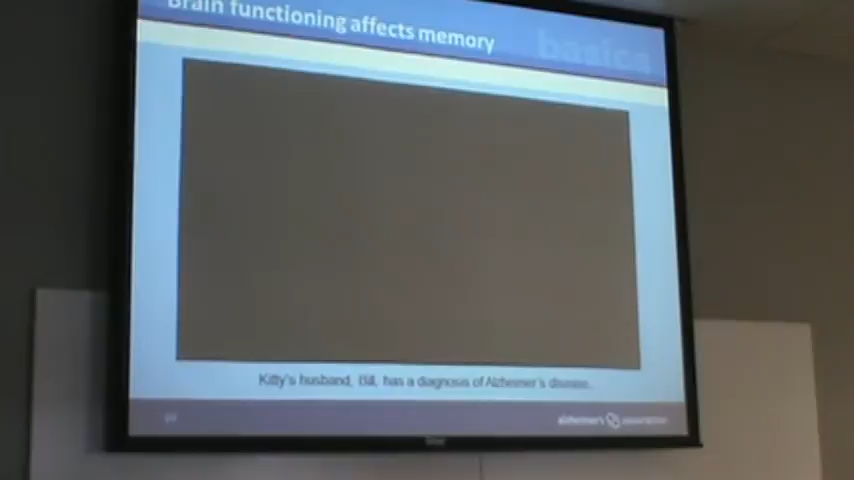 Brain functioning affects memory
basics
Kitty's husband, Bill, has a diagnosis of Alzheimer's disease.
alzheimer's association